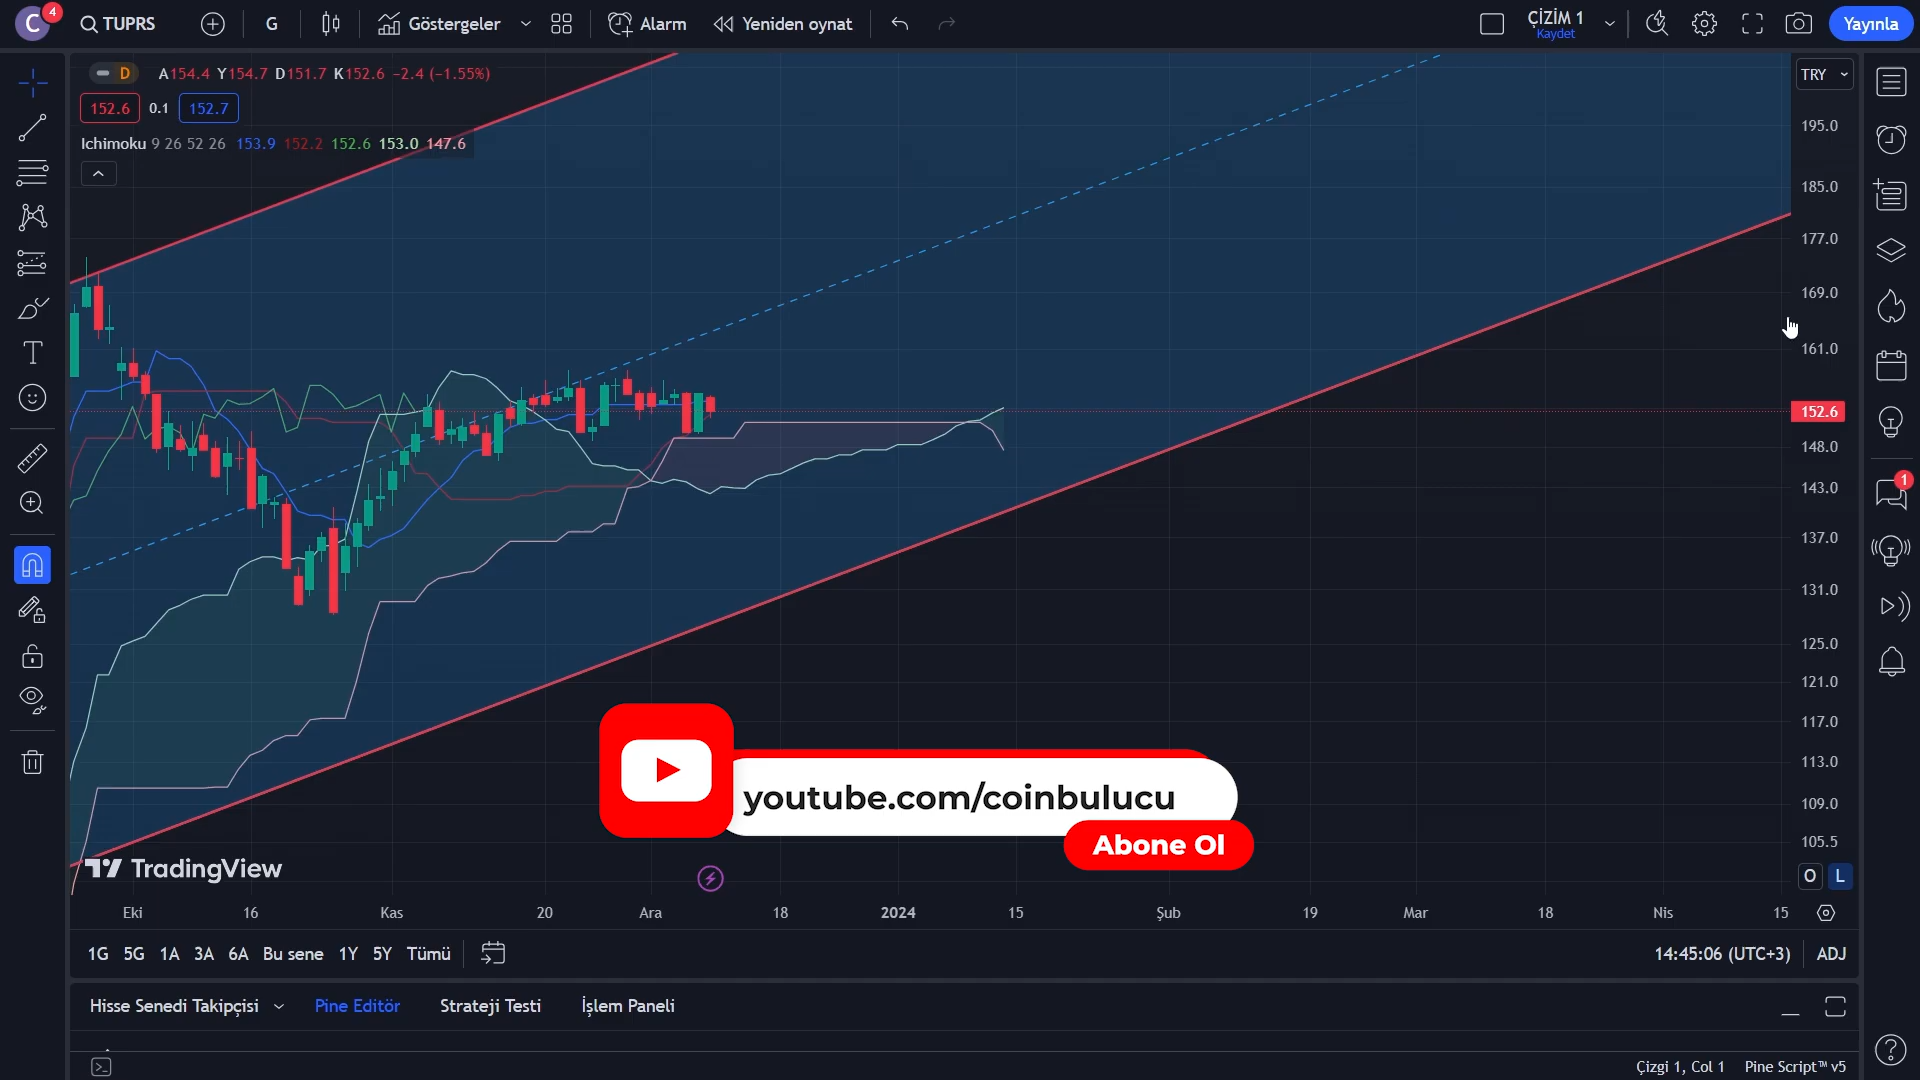 C 4 TUPRS G Göstergeler Alarm Yeniden oynat ÇİZİM 1 Kaydet Yayınla
D A154.4 Y154.7 D151.7 K152.6 -2.4 (-1.55%)
TRY
152.6 0.1 152.7
Ichimoku 9 26 52 26 153.9 152.2 152.6 153.0 147.6
195.0
185.0
177.0
169.0
161.0
152.6
148.0
143.0
137.0
131.0
125.0
121.0
117.0
113.0
109.0
105.5
1
youtube.com/coinbulucu
Abone Ol
TradingView
O L
Eki 16 Kas 20 Ara 18 2024 15 Şub 19 Mar 18 Nis 15
1G 5G 1A 3A 6A Bu sene 1Y 5Y Tümü 14:45:06 (UTC+3) ADJ
Hisse Senedi Takipçisi Pine Editör Strateji Testi İşlem Paneli
Çizgi 1, Col 1 Pine Script™ v5